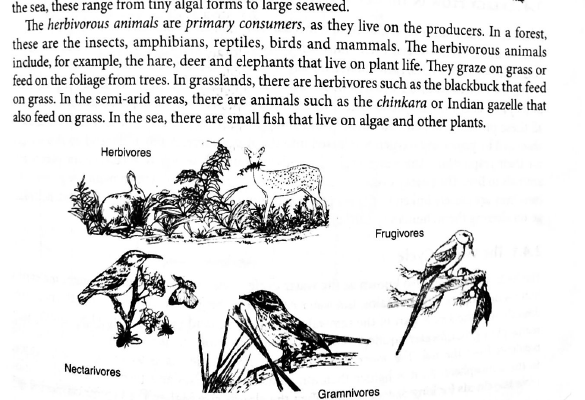 the sea, these range from tiny algal forms to large seaweed.
The herbivorous animals are primary consumers, as they live on the producers. In a forest,
these are the insects, amphibians, reptiles, birds and mammals. The herbivorous animals
include, for example, the hare, deer and elephants that live on plant life. They graze on grass or
feed on the foliage from trees. In grasslands, there are herbivores such as the blackbuck that feed
on grass. In the semi-arid areas, there are animals such as the chinkara or Indian gazelle that
also feed on grass. In the sea, there are small fish that live on algae and other plants.
Herbivores
Frugivores
Nectarivores
Gramnivores